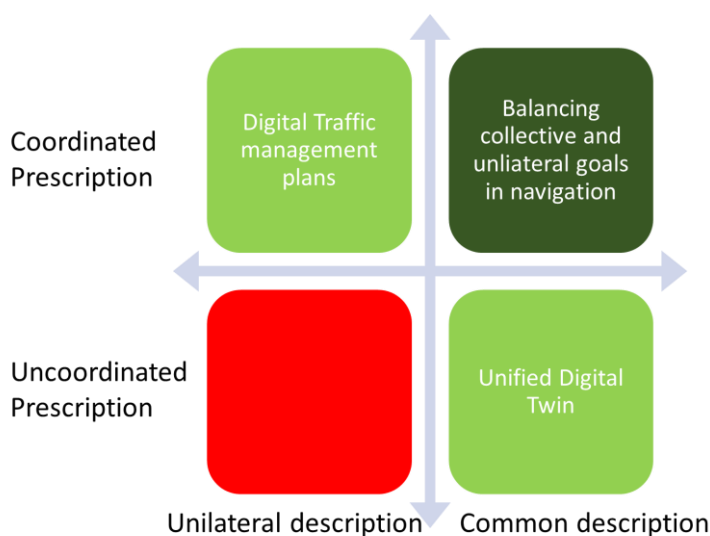 Coordinated
Prescription
Digital Traffic
management
plans
Balancing
collective and
unliateral goals
in navigation
Uncoordinated
Prescription
Unified Digital
Twin
Unilateral description
Common description